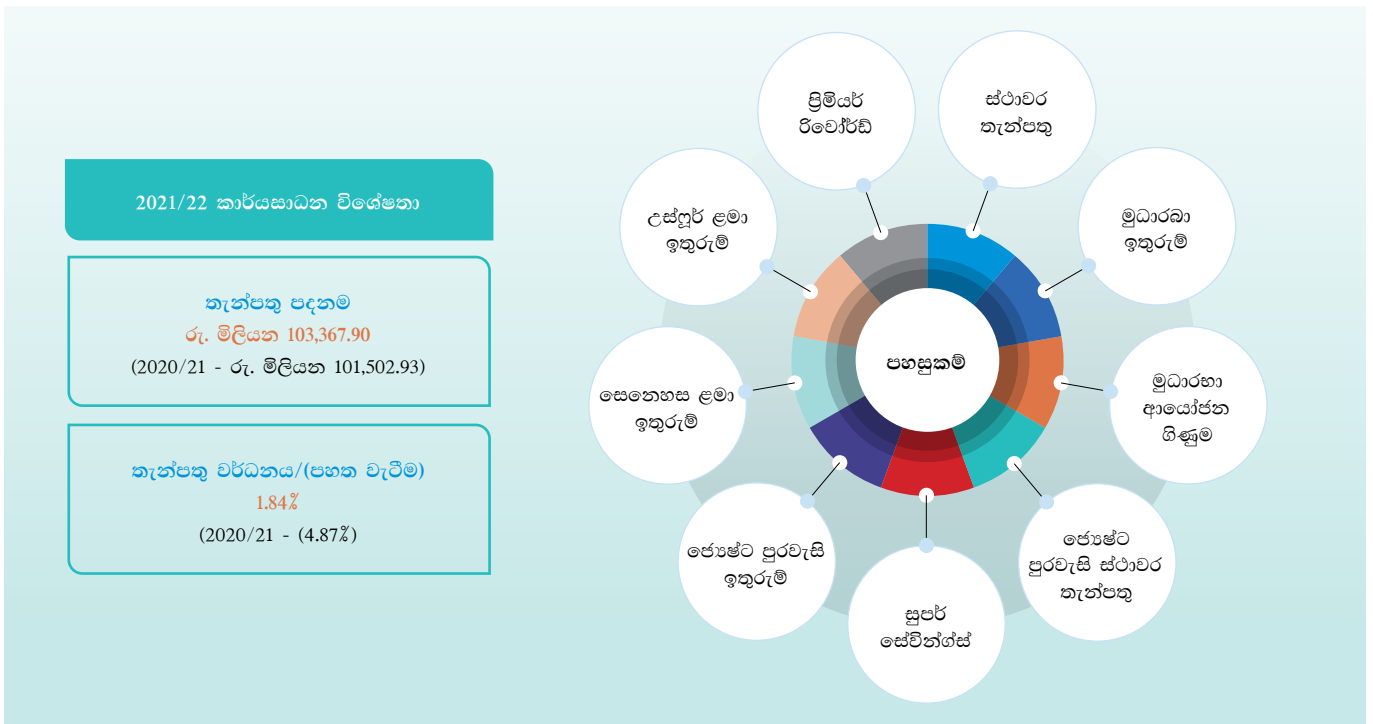 2021/22 කාර්යසාධන විශේෂතා
තැන්පතු පදනම
රු. මිලියන 103,367.90
(2020/21 - රු. මිලියන 101,502.93)
තැන්පතු වර්ධනය/(පහත වැටීම)
1.84%
(2020/21 - (4.87%)
පහසුකම්
ස්ථාවර
තැන්පතු
මුධාරබා
ඉතුරුම්
මුධාරභා
ආයෝජන
ගිණුම
ජ්‍යෙෂ්ට
පුරවැසි ස්ථාවර
තැන්පතු
සුපර්
සේවින්ග්ස්
ජ්‍යෙෂ්ට පුරවැසි
ඉතුරුම්
සෙනෙහස ළමා
ඉතුරුම්
උස්ෆූර් ළමා
ඉතුරුම්
ප්‍රිමියර්
රිවෝර්ඩ්